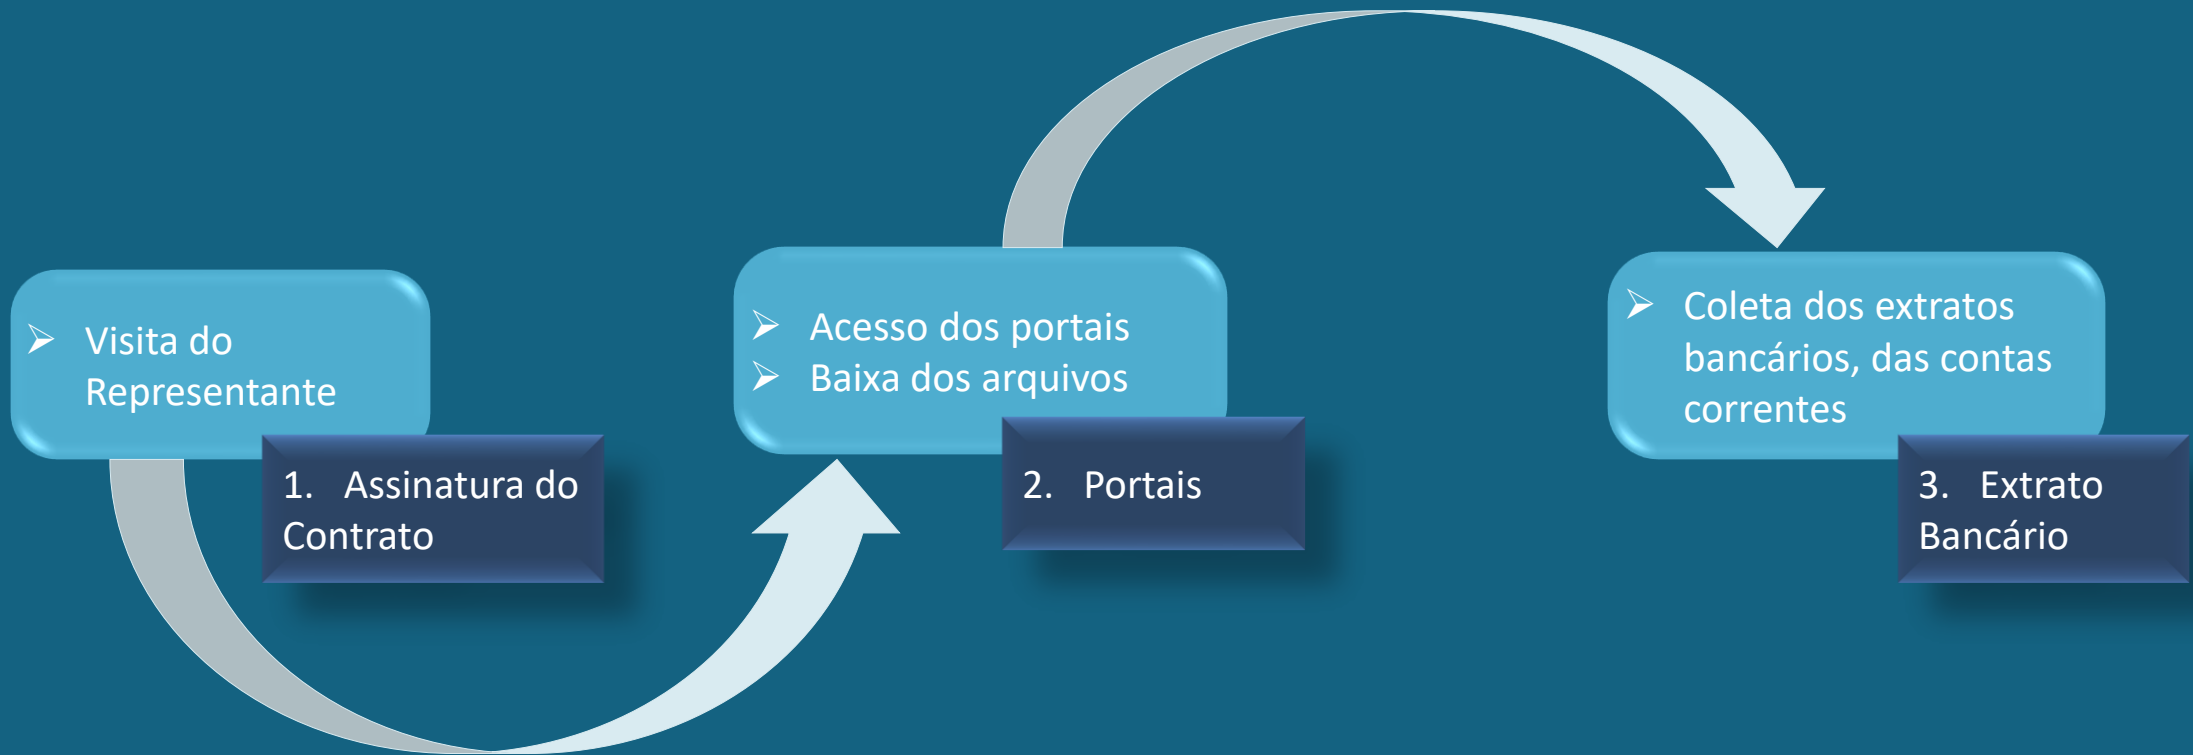 Visita do
Representante
1. Assinatura do
Contrato
Acesso dos portais
Baixa dos arquivos
2. Portais
Coleta dos extratos
bancários, das contas
correntes
3. Extrato
Bancário